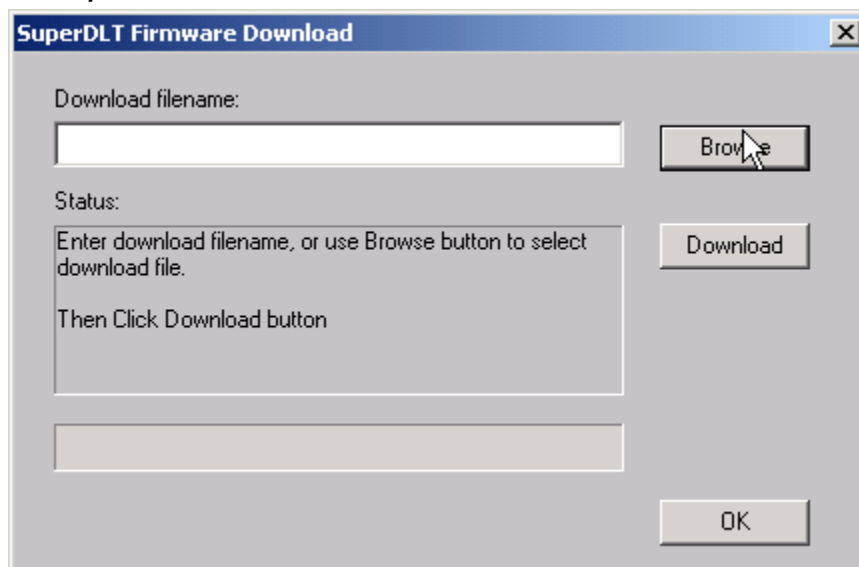 SuperDLT Firmware Download
Download filename:
Browse
Status:
Enter download filename, or use Browse button to select
download file.
Then Click Download button
Download
OK